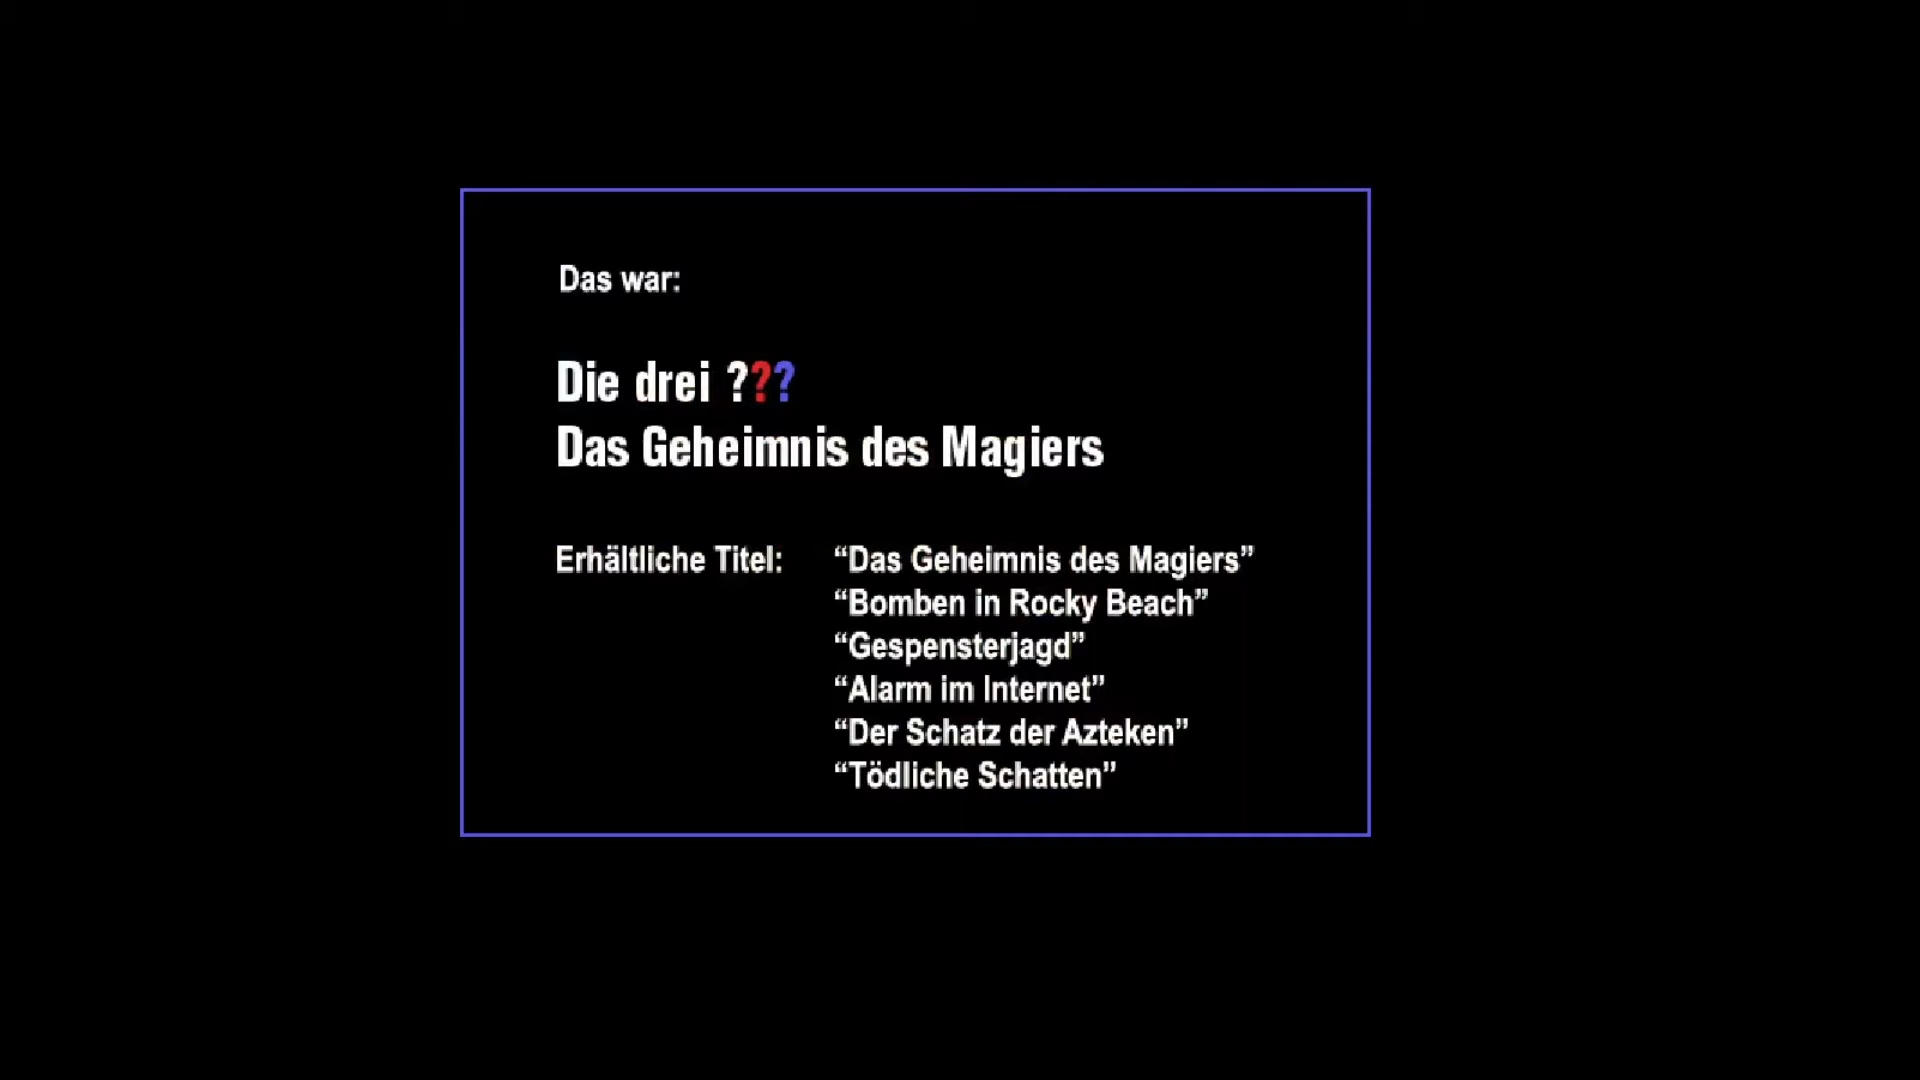 Das war:
Die drei ???
Das Geheimnis des Magiers
Erhältliche Titel: “Das Geheimnis des Magiers”
“Bomben in Rocky Beach”
“Gespensterjagd”
“Alarm im Internet”
“Der Schatz der Azteken”
“Tödliche Schatten”